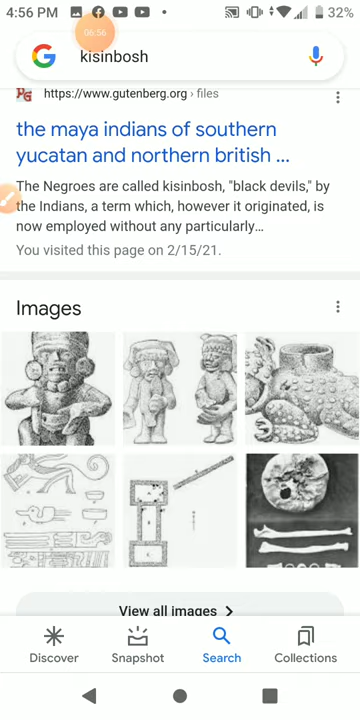 4:56 PM
32%
06:56
kisinbosh
https://www.gutenberg.org › files
the maya indians of southern
yucatan and northern british ...
The Negroes are called kisinbosh, "black devils," by
the Indians, a term which, however it originated, is
now employed without any particularly...
You visited this page on 2/15/21.
Images
View all images
Discover Snapshot Search Collections